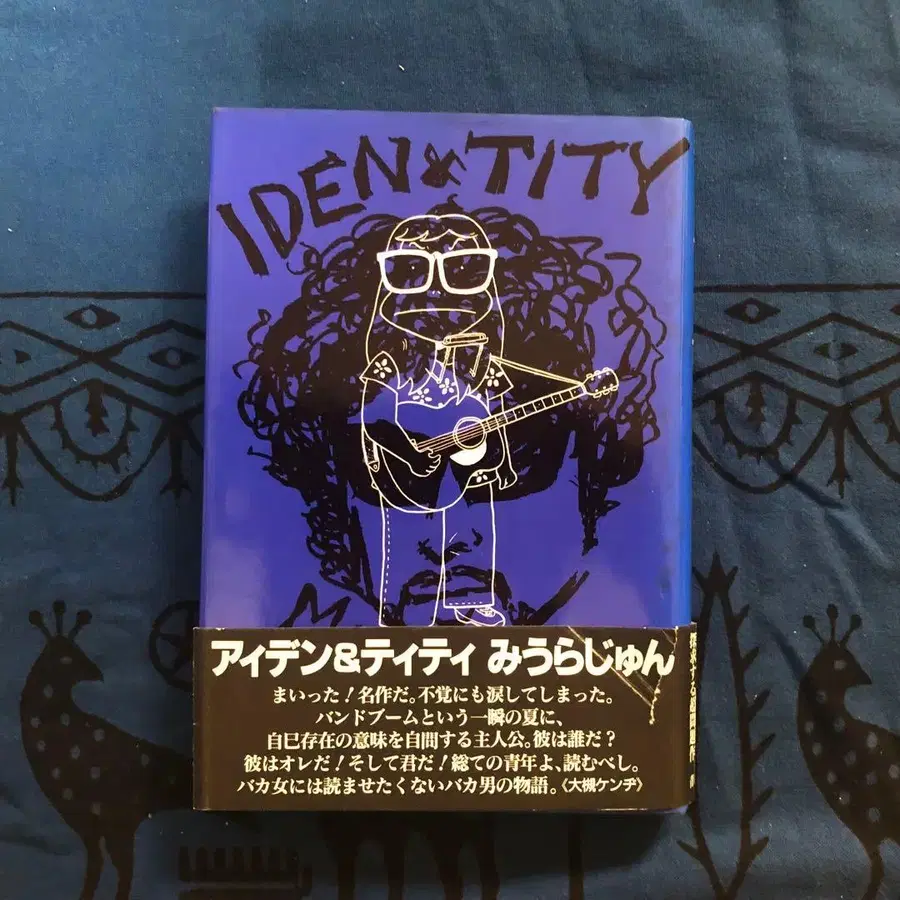 IDEN&TITY
アイデン&ティティ みうらじゅん
まいった!名作だ。不覚にも涙してしまった。
バンドブームという一瞬の夏に、
自己存在の意味を自問する主人公。彼は誰だ?
彼はオレだ!そして君だ!総ての青年よ、読むべし。
バカ女には読ませたくないバカ男の物語。〈大槻ケンヂ〉